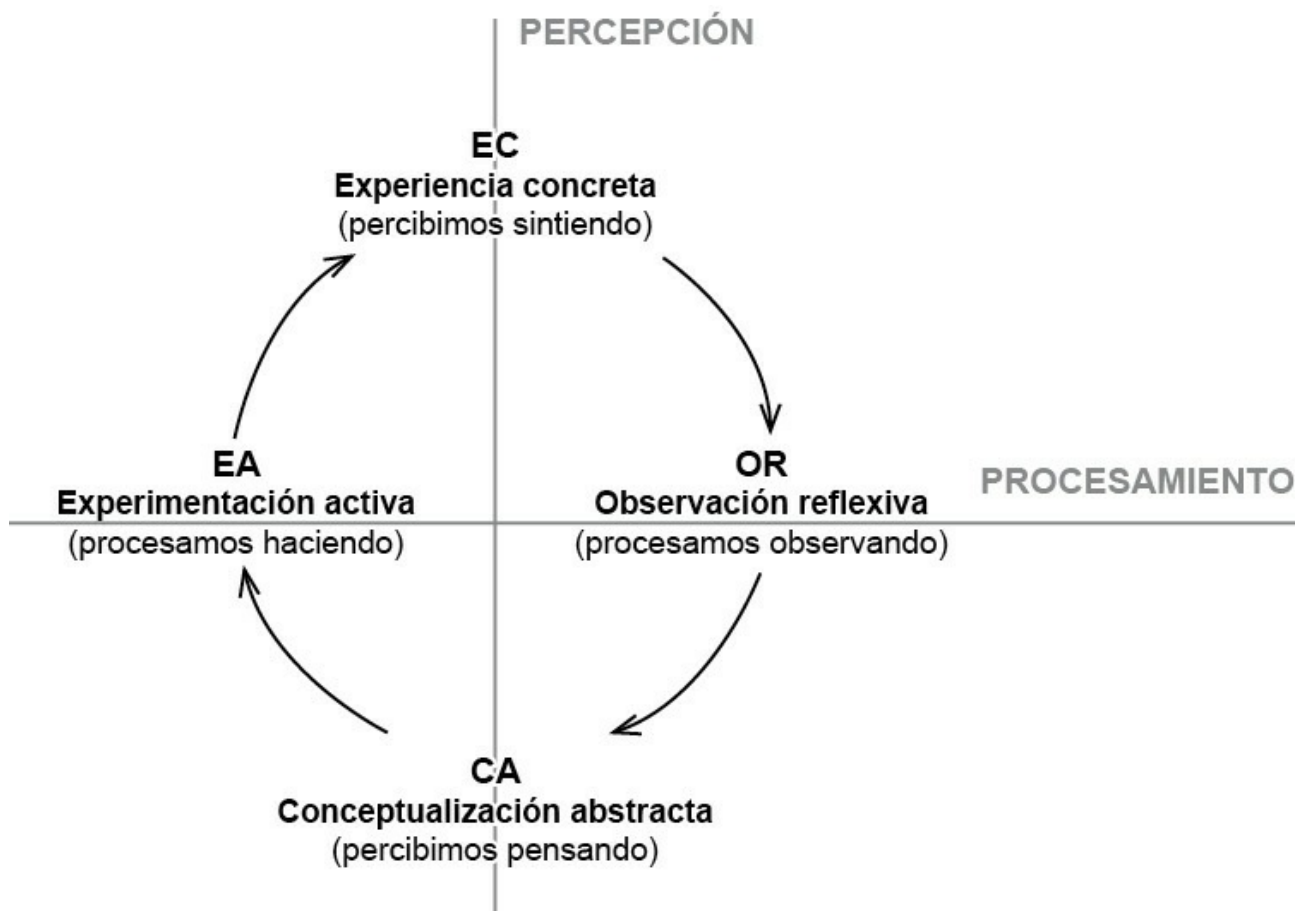 PERCEPCIÓN
EC
Experiencia concreta
(percibimos sintiendo)
EA
Experimentación activa
(procesamos haciendo)
OR
Observación reflexiva
(procesamos observando)
PROCESAMIENTO
CA
Conceptualización abstracta
(percibimos pensando)